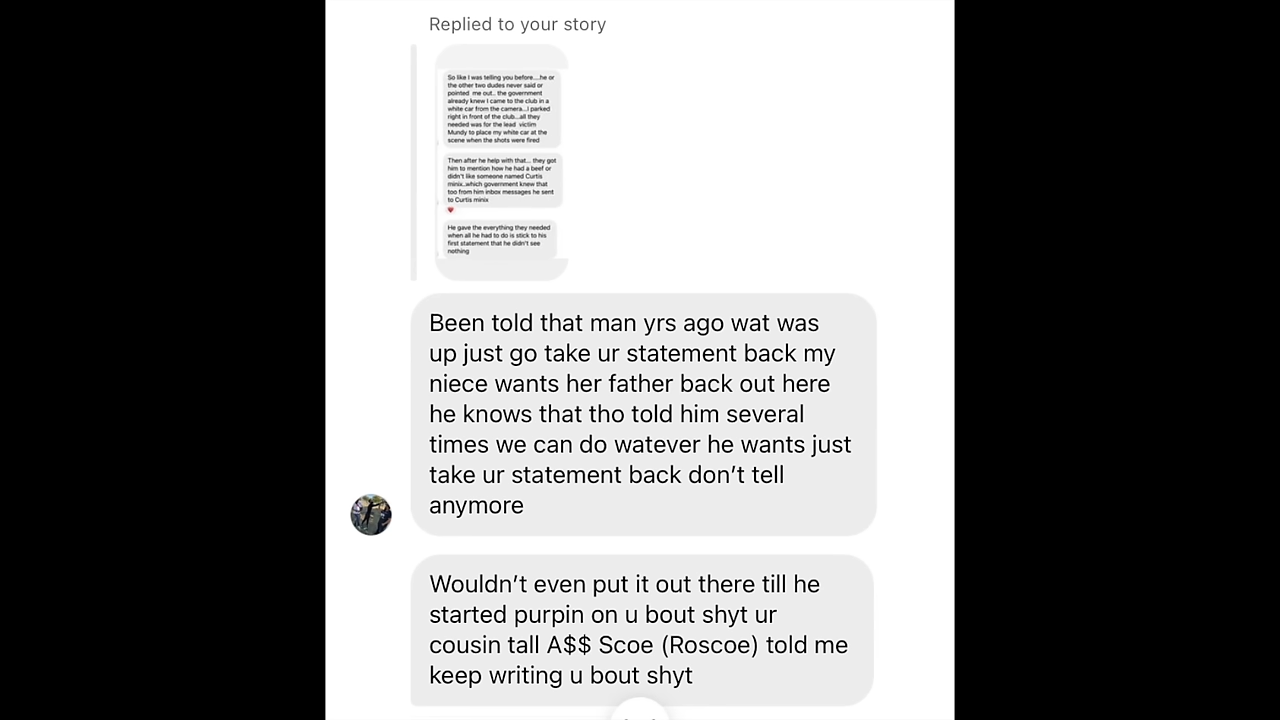 Replied to your story
So like I was telling you before....he or
the other two dudes never said or
pointed me out.. the government
already knew I came to the club in a
white car from the camera...I parked
right in front of the club...all they
needed was for the lead victim
Mundy to place my white car at the
scene when the shots were fired
Then after he help with that... they got
him to mention how he had a beef or
didn't like someone named Curtis
minix..which government knew that
too from him inbox messages he sent
to Curtis minix
He gave the everything they needed
when all he had to do is stick to his
first statement that he didn't see
nothing
Been told that man yrs ago wat was
up just go take ur statement back my
niece wants her father back out here
he knows that tho told him several
times we can do watever he wants just
take ur statement back don’t tell
anymore
Wouldn’t even put it out there till he
started purpin on u bout shyt ur
cousin tall A$$ Scoe (Roscoe) told me
keep writing u bout shyt